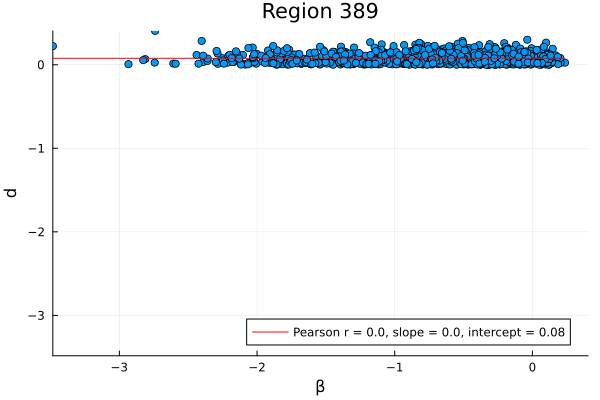 Region 389
d
0
−1
−2
−3
Pearson r = 0.0, slope = 0.0, intercept = 0.08
−3 −2 −1 0
β